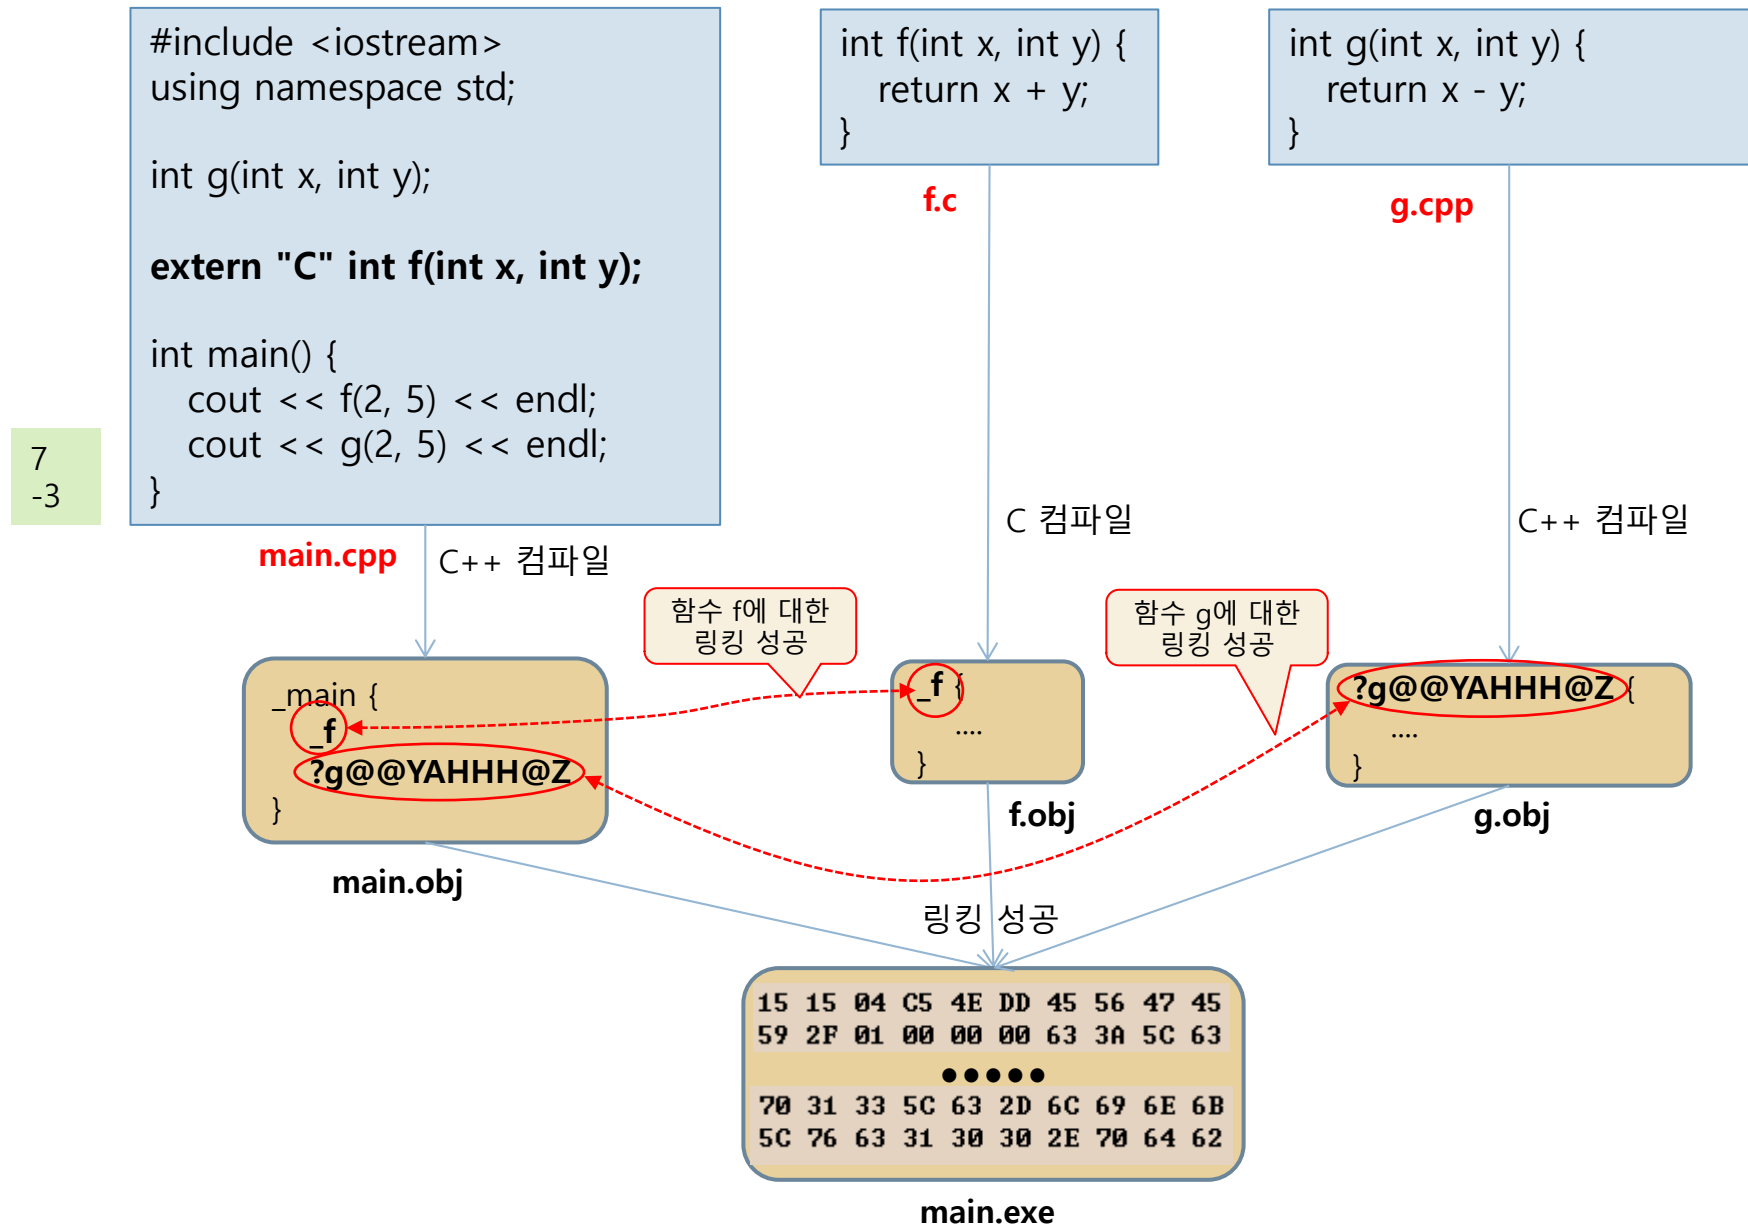 #include <iostream>
using namespace std;
int g(int x, int y);
extern "C" int f(int x, int y);
int main() {
cout << f(2, 5) << endl;
cout << g(2, 5) << endl;
}
main.cpp
7
-3
int f(int x, int y) {
return x + y;
}
f.c
int g(int x, int y) {
return x - y;
}
g.cpp
C++ 컴파일
C 컴파일
C++ 컴파일
함수 f에 대한
링킹 성공
함수 g에 대한
링킹 성공
_main {
_f
?g@@YAHHH@Z
}
main.obj
_f {
....
}
f.obj
?g@@YAHHH@Z {
....
}
g.obj
링킹 성공
15 15 04 C5 4E DD 45 56 47 45
59 2F 01 00 00 00 63 3A 5C 63
●●●●●
70 31 33 5C 63 2D 6C 69 6E 6B
5C 76 63 31 30 30 2E 70 64 62
main.exe